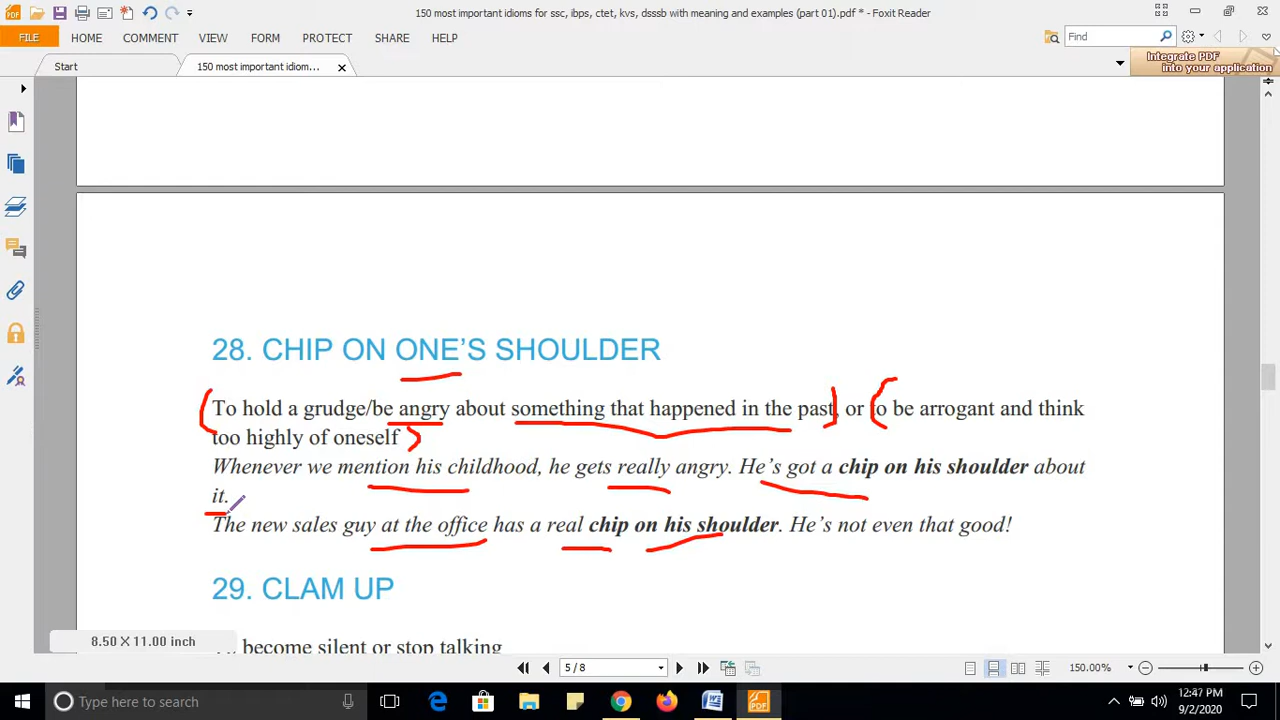 150 most important idioms for ssc, ibps, ctet, kvs, dsssb with meaning and exemples (part 01).pdf * - Foxit Reader
FILE HOME COMMENT VIEW FORM PROTECT SHARE HELP Find
Start 150 most important idiom...
Integrate PDF
into your application
28. CHIP ON ONE'S SHOULDER
To hold a grudge/be angry about something that happened in the past, or to be arrogant and think
too highly of oneself
Whenever we mention his childhood, he gets really angry. He's got a chip on his shoulder about
it.
The new sales guy at the office has a real chip on his shoulder. He's not even that good!
29. CLAM UP
become silent or stop talking
8.50 X 11.00 inch
5 / 8 150.00%
Type here to search
12:47 PM
9/2/2020